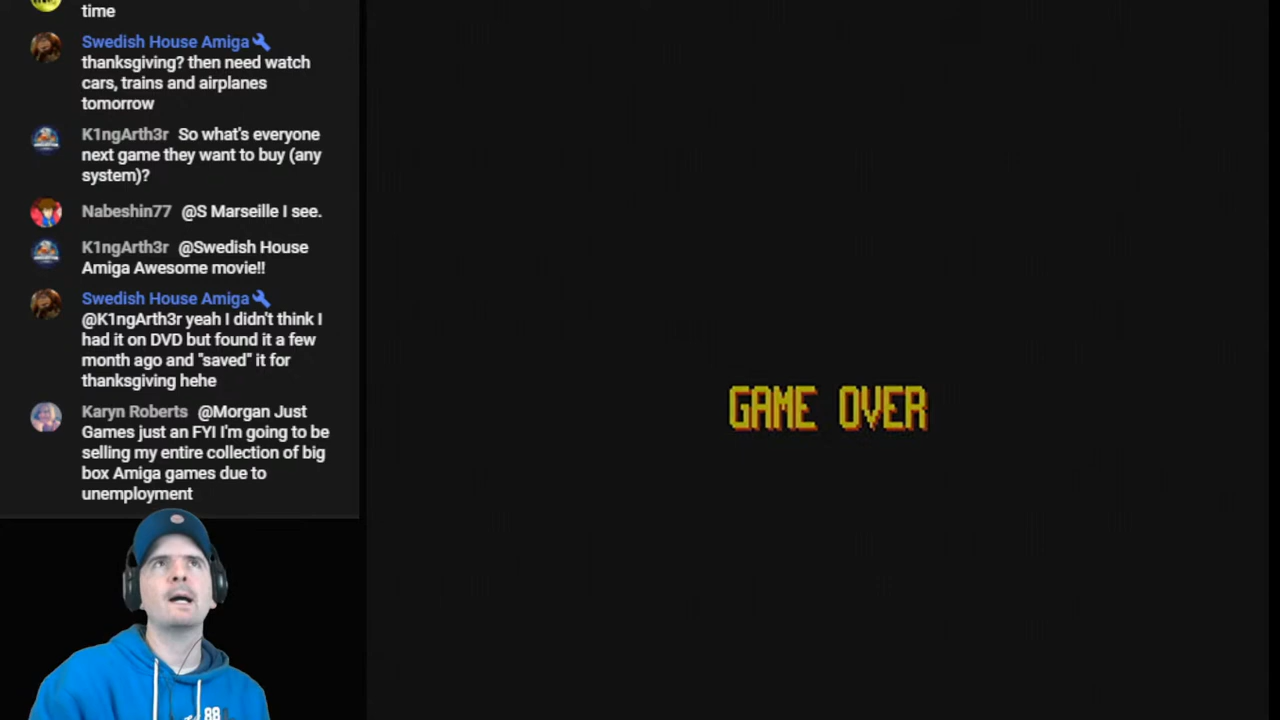 time
Swedish House Amiga
thanksgiving? then need watch
cars, trains and airplanes
tomorrow
K1ngArth3r So what's everyone
next game they want to buy (any
system)?
Nabeshin77 @S Marseille I see.
K1ngArth3r @Swedish House
Amiga Awesome movie!!
Swedish House Amiga
@K1ngArth3r yeah I didn't think I
had it on DVD but found it a few
month ago and "saved" it for
thanksgiving hehe
Karyn Roberts @Morgan Just
Games just an FYI I'm going to be
selling my entire collection of big
box Amiga games due to
unemployment
GAME OVER
88